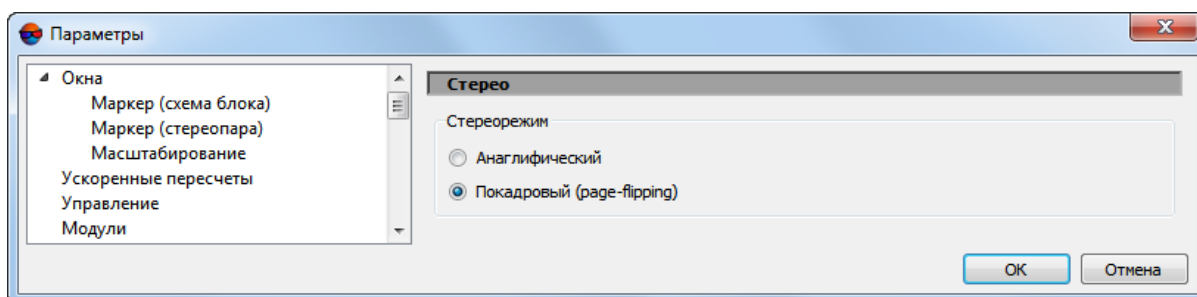 Параметры
Окна
Маркер (схема блока)
Маркер (стереопара)
Масштабирование
Ускоренные пересчеты
Управление
Модули
Стерео
Стереорежим
Анаглифический
Покадровый (page-flipping)
ОК
Отмена